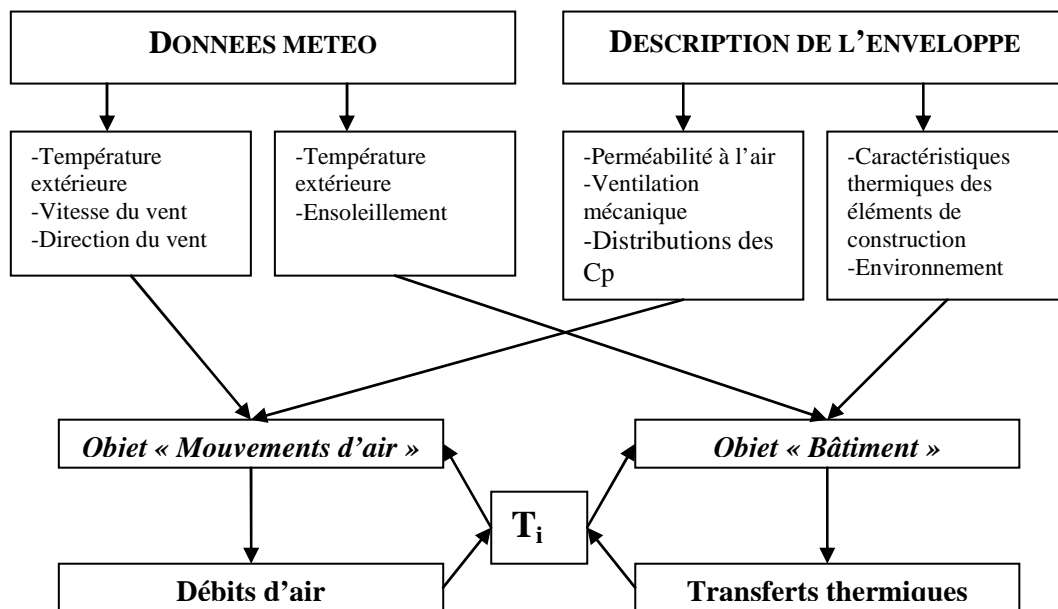 DONNEES METEO
DESCRIPTION DE L'ENVELOPPE
-Température
extérieure
-Vitesse du vent
-Direction du vent
-Température
extérieure
-Ensoleillement
-Perméabilité à l'air
-Ventilation
mécanique
-Distributions des
Cp
-Caractéristiques
thermiques des
éléments de
construction
-Environnement
Objet « Mouvements d'air »
Objet « Bâtiment »
Ti
Débits d'air
Transferts thermiques